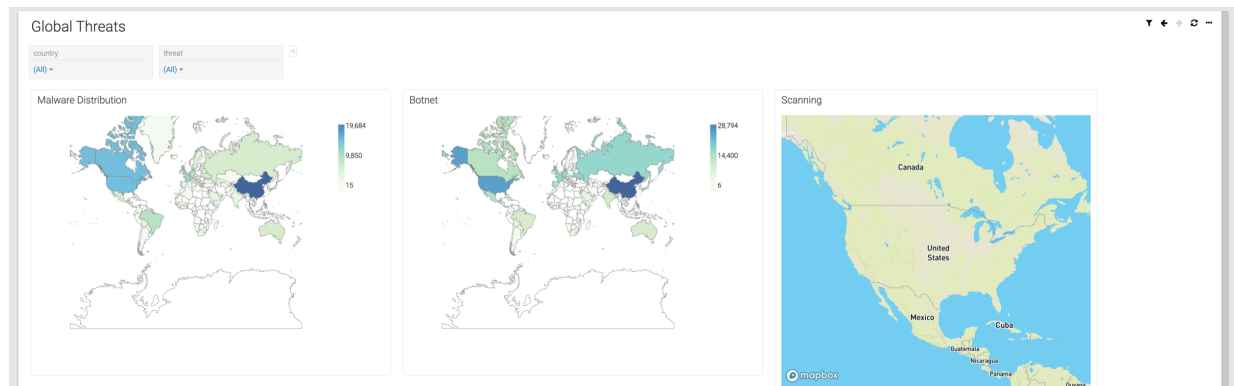 Global Threats
country
(All)
threat
(All)
Malware Distribution
19,684
9,850
15
Botnet
28,794
14,400
6
Scanning
Canada
United
States
Mexico
Cuba
Guatemala
Nicaragua
Panama
Guyana
mapbox